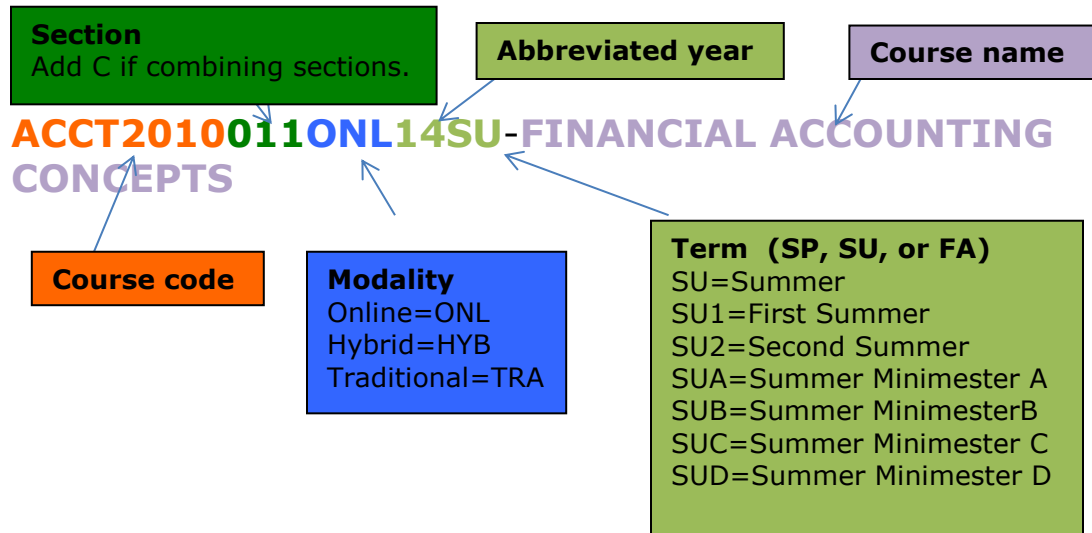 Section
Add C if combining sections.
Abbreviated year
Course name
ACCT2010011ONL14SU-FINANCIAL ACCOUNTING
CONCEPTS
Course code
Modality
Online=ONL
Hybrid=HYB
Traditional=TRA
Term (SP, SU, or FA)
SU=Summer
SU1=First Summer
SU2=Second Summer
SUA=Summer Minimester A
SUB=Summer MinimesterB
SUC=Summer Minimester C
SUD=Summer Minimester D